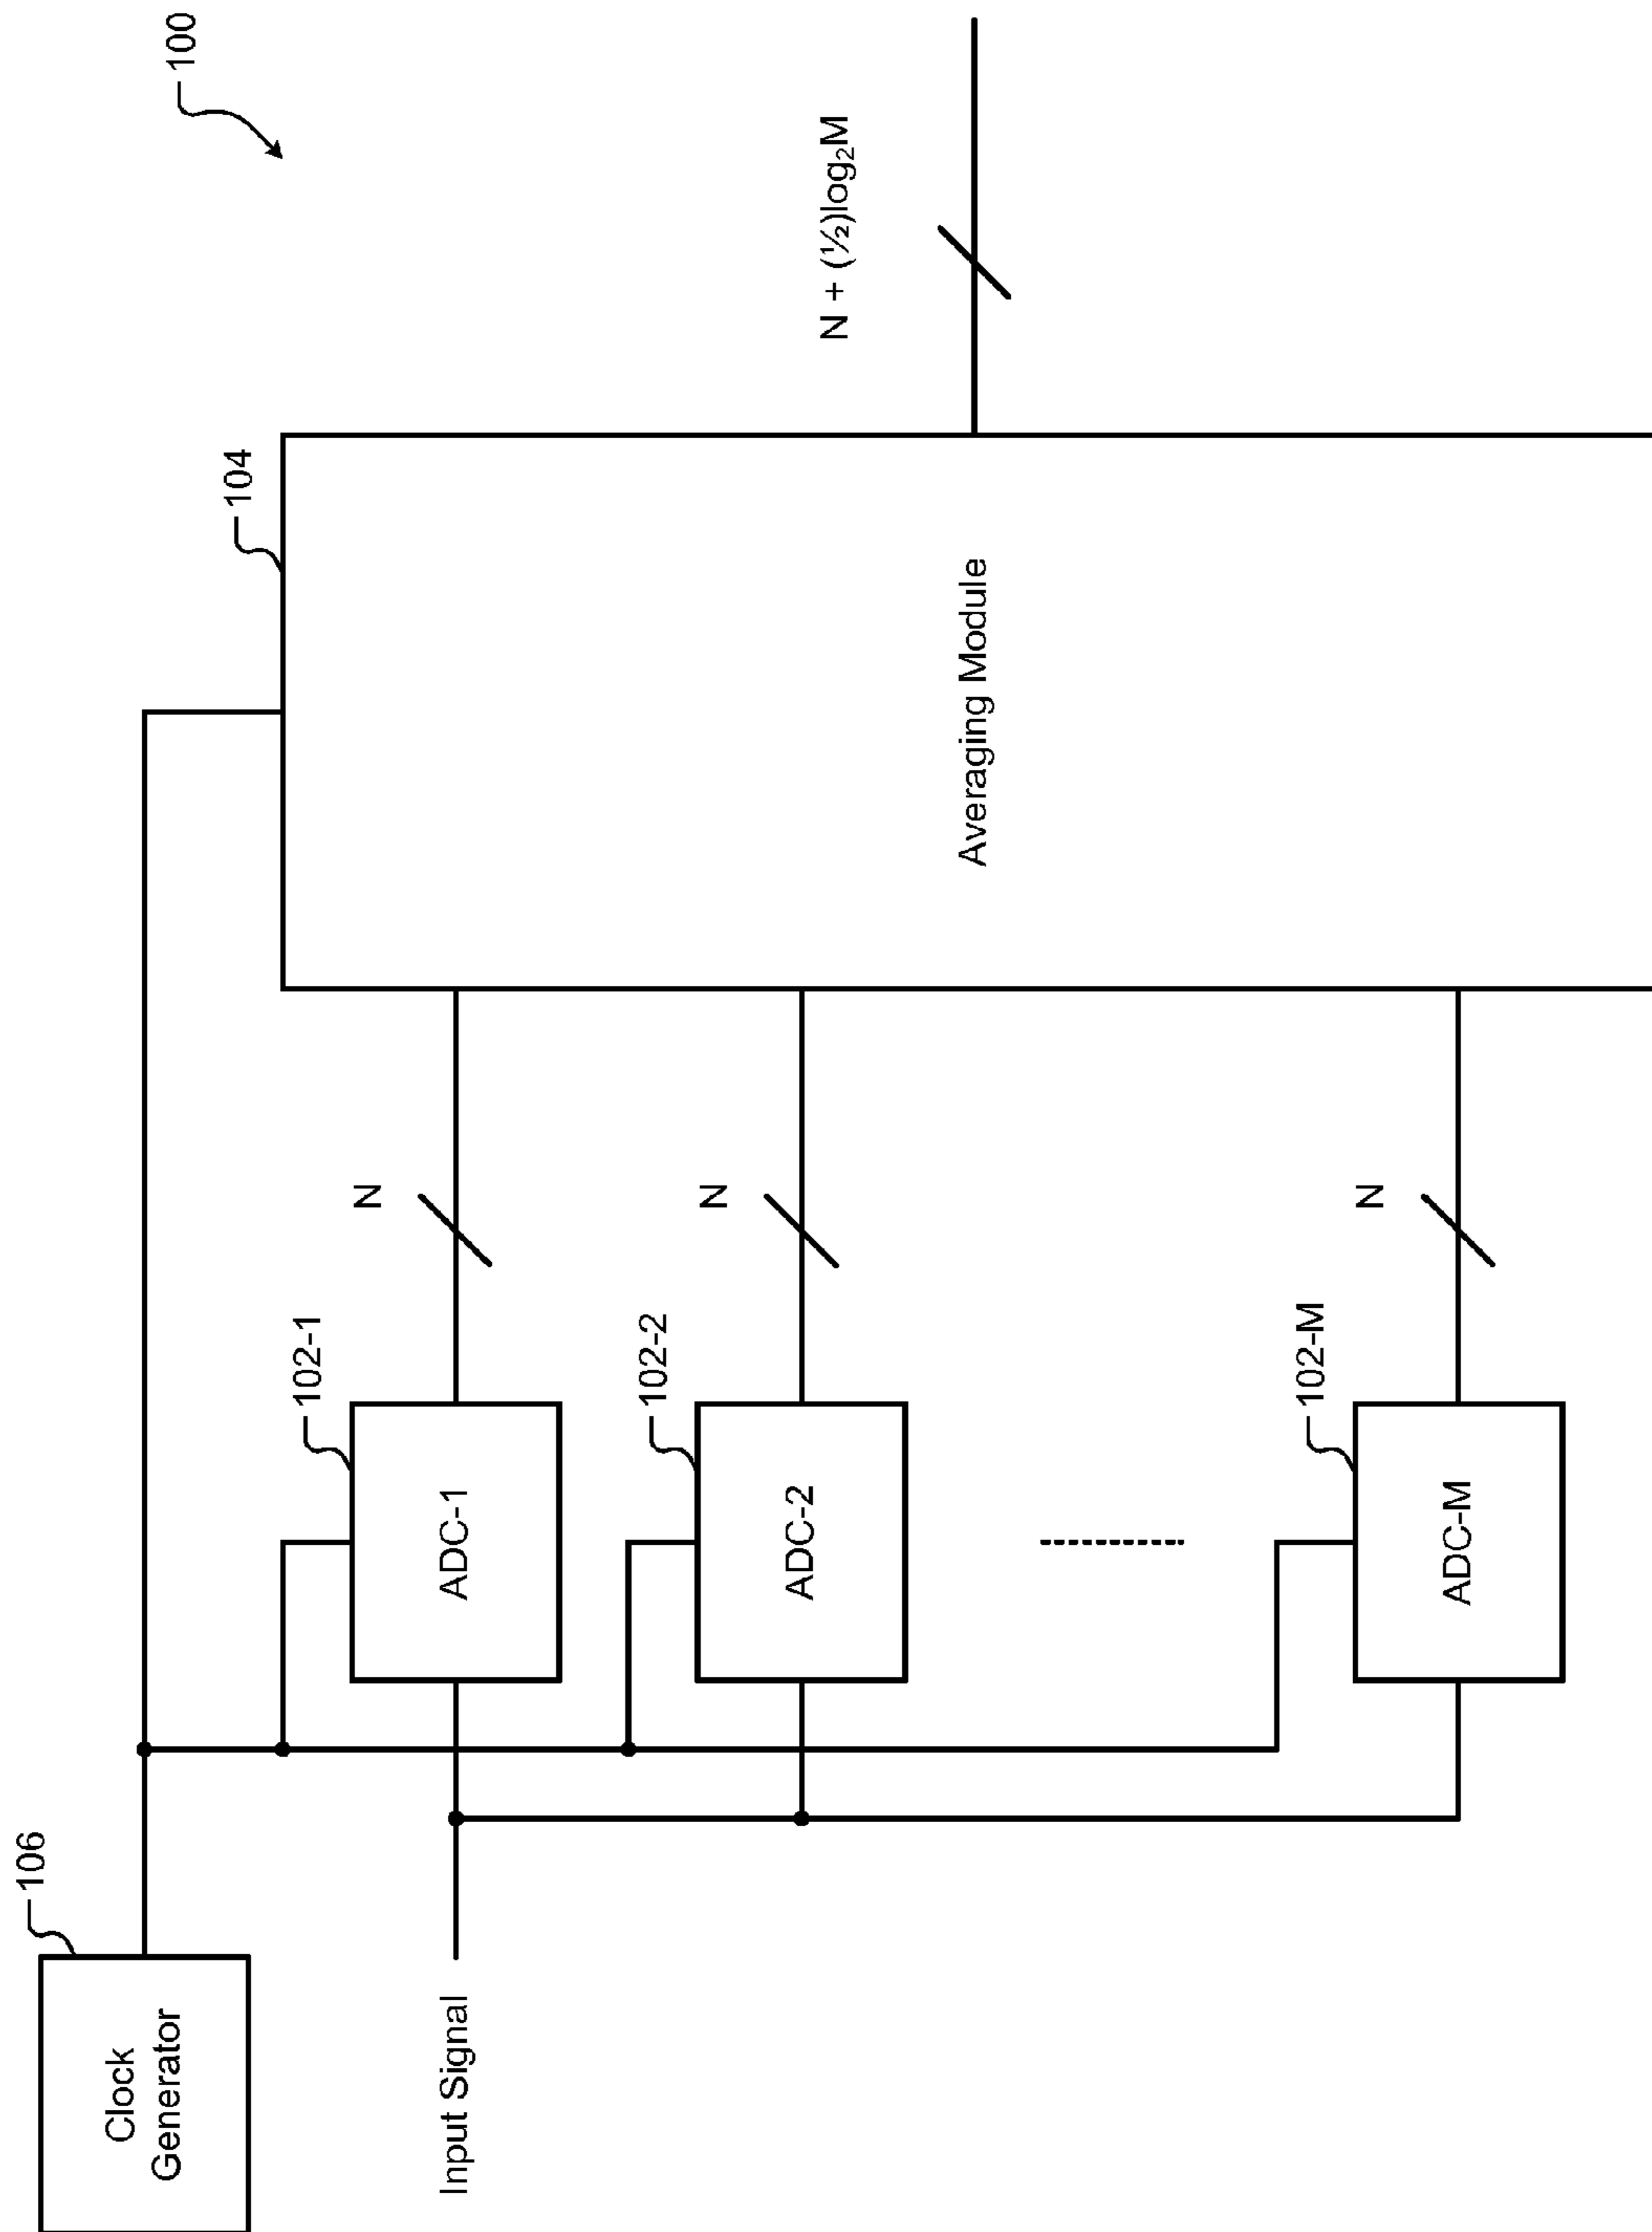 100
106
Clock
Generator
104
Input Signal
102-1
ADC-1
N
102-2
ADC-2
N
102-M
ADC-M
N
Averaging Module
N + (½)log₂M